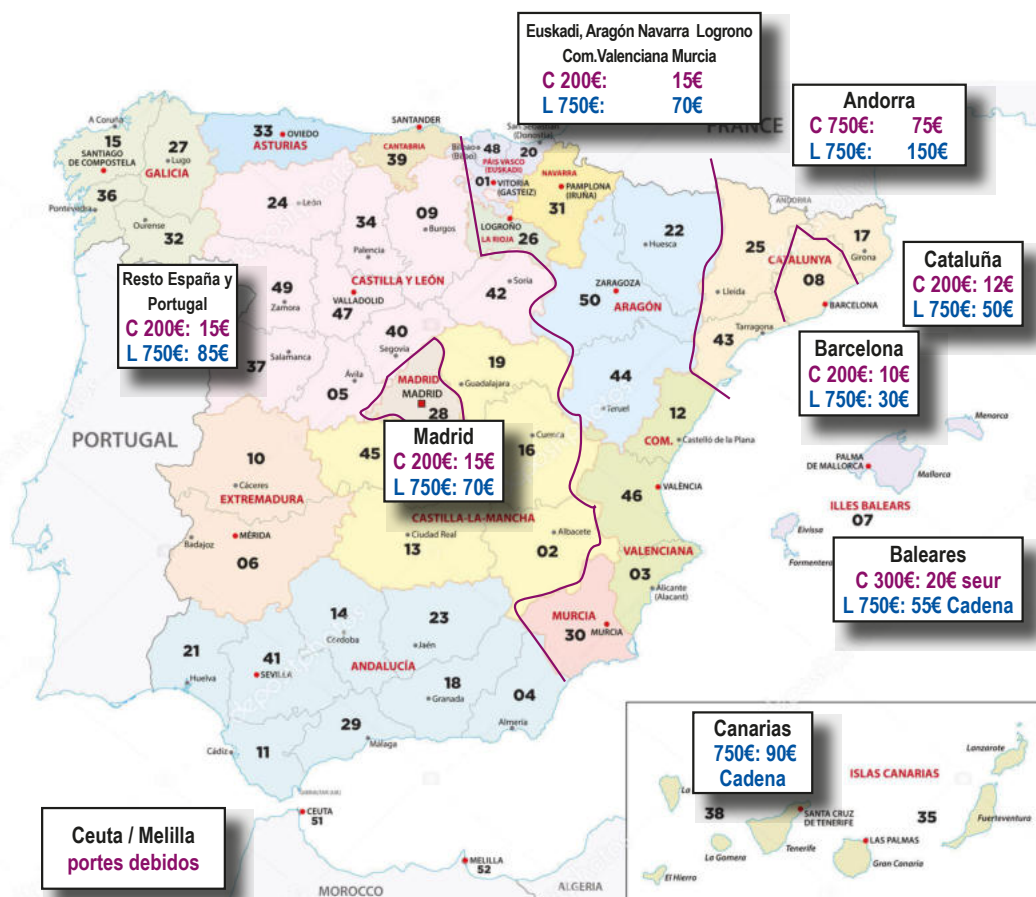 Euskadi, Aragón Navarra Logrono
Com.Valenciana Murcia
C 200€: 15€
L 750€: 70€
FRANCE
Andorra
C 750€: 75€
L 750€: 150€
A Coruña
15
SANTIAGO
DE COMPOSTELA
27
Lugo
GALICIA
36
Pontevedra
Ourense
32
33
OVIEDO
ASTURIAS
SANTANDER
CANTABRIA
39
Bilbao
(Bilbo)
48
San Sebastián
(Donostia)
20
PAÍS VASCO
(EUSKADI)
01
VITORIA
(GASTEIZ)
NAVARRA
PAMPLONA
(IRUÑA)
31
LOGROÑO
LA RIOJA
26
24
León
34
Palencia
09
Burgos
22
Huesca
ANDORRA
25
Lleida
CATALUNYA
17
Girona
08
BARCELONA
Tarragona
43
Cataluña
C 200€: 12€
L 750€: 50€
Resto España y
Portugal
C 200€: 15€
L 750€: 85€
49
Zamora
CASTILLA Y LEÓN
VALLADOLID
47
Soria
42
ZARAGOZA
50
ARAGÓN
40
Segovia
37
Salamanca
Ávila
05
19
Guadalajara
MADRID
MADRID
28
44
Teruel
Barcelona
C 200€: 10€
L 750€: 30€
Menorca
PALMA
DE MALLORCA
Mallorca
ILLES BALEARS
07
Eivissa
Formentera
PORTUGAL
Madrid
C 200€: 15€
L 750€: 70€
12
COM.
Castelló de la Plana
10
Cáceres
EXTREMADURA
45
16
Cuenca
46
VALÈNCIA
CASTILLA-LA-MANCHA
Badajoz
MÉRIDA
06
Ciudad Real
13
Albacete
02
VALENCIANA
03
Alicante
(Alacant)
Baleares
C 300€: 20€ seur
L 750€: 55€ Cadena
MURCIA
30
MURCIA
14
Córdoba
23
Jaén
21
Huelva
41
SEVILLA
ANDALUCÍA
18
Granada
04
Almería
29
Málaga
Cádiz
11
GIBRALTAR (UK)
CEUTA
51
MELILLA
52
MOROCCO
ALGERIA
Ceuta / Melilla
portes debidos
Canarias
750€: 90€
Cadena
ISLAS CANARIAS
Lanzarote
Fuerteventura
35
LAS PALMAS
Gran Canaria
38
SANTA CRUZ
DE TENERIFE
Tenerife
La
La Gomera
El Hierro